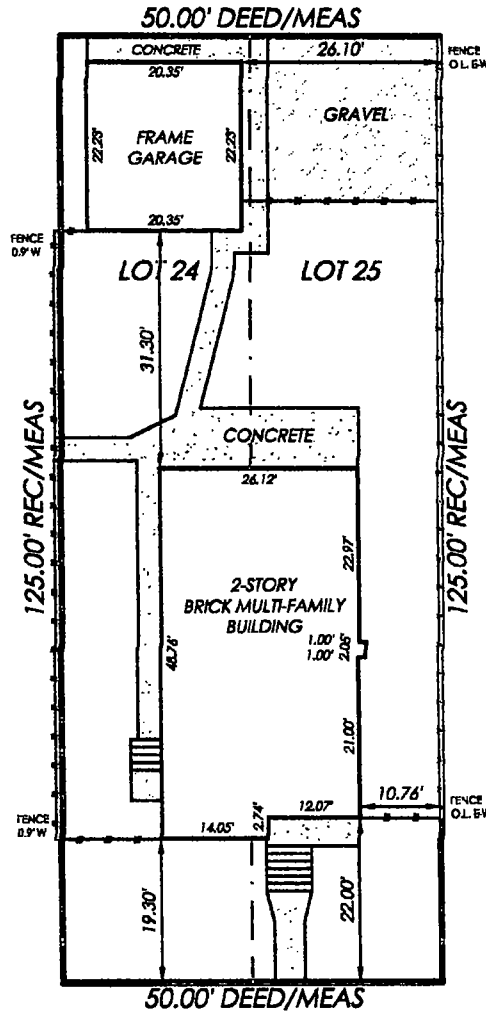 50.00' DEED/MEAS
CONCRETE
26.10'
FENCE
O.L. E-W
20.35'
GRAVEL
22.23'
FRAME
GARAGE
22.23'
20.35'
FENCE
0.9' W
LOT 24
LOT 25
31.30'
CONCRETE
26.12'
125.00' REC/MEAS
125.00' REC/MEAS
22.97'
2-STORY
BRICK MULTI-FAMILY
BUILDING
1.00'
1.00'
2.05'
48.76'
21.00'
10.76'
FENCE
O.L. E-W
12.07'
FENCE
0.9' W
14.05'
2.74'
19.30'
22.00'
50.00' DEED/MEAS